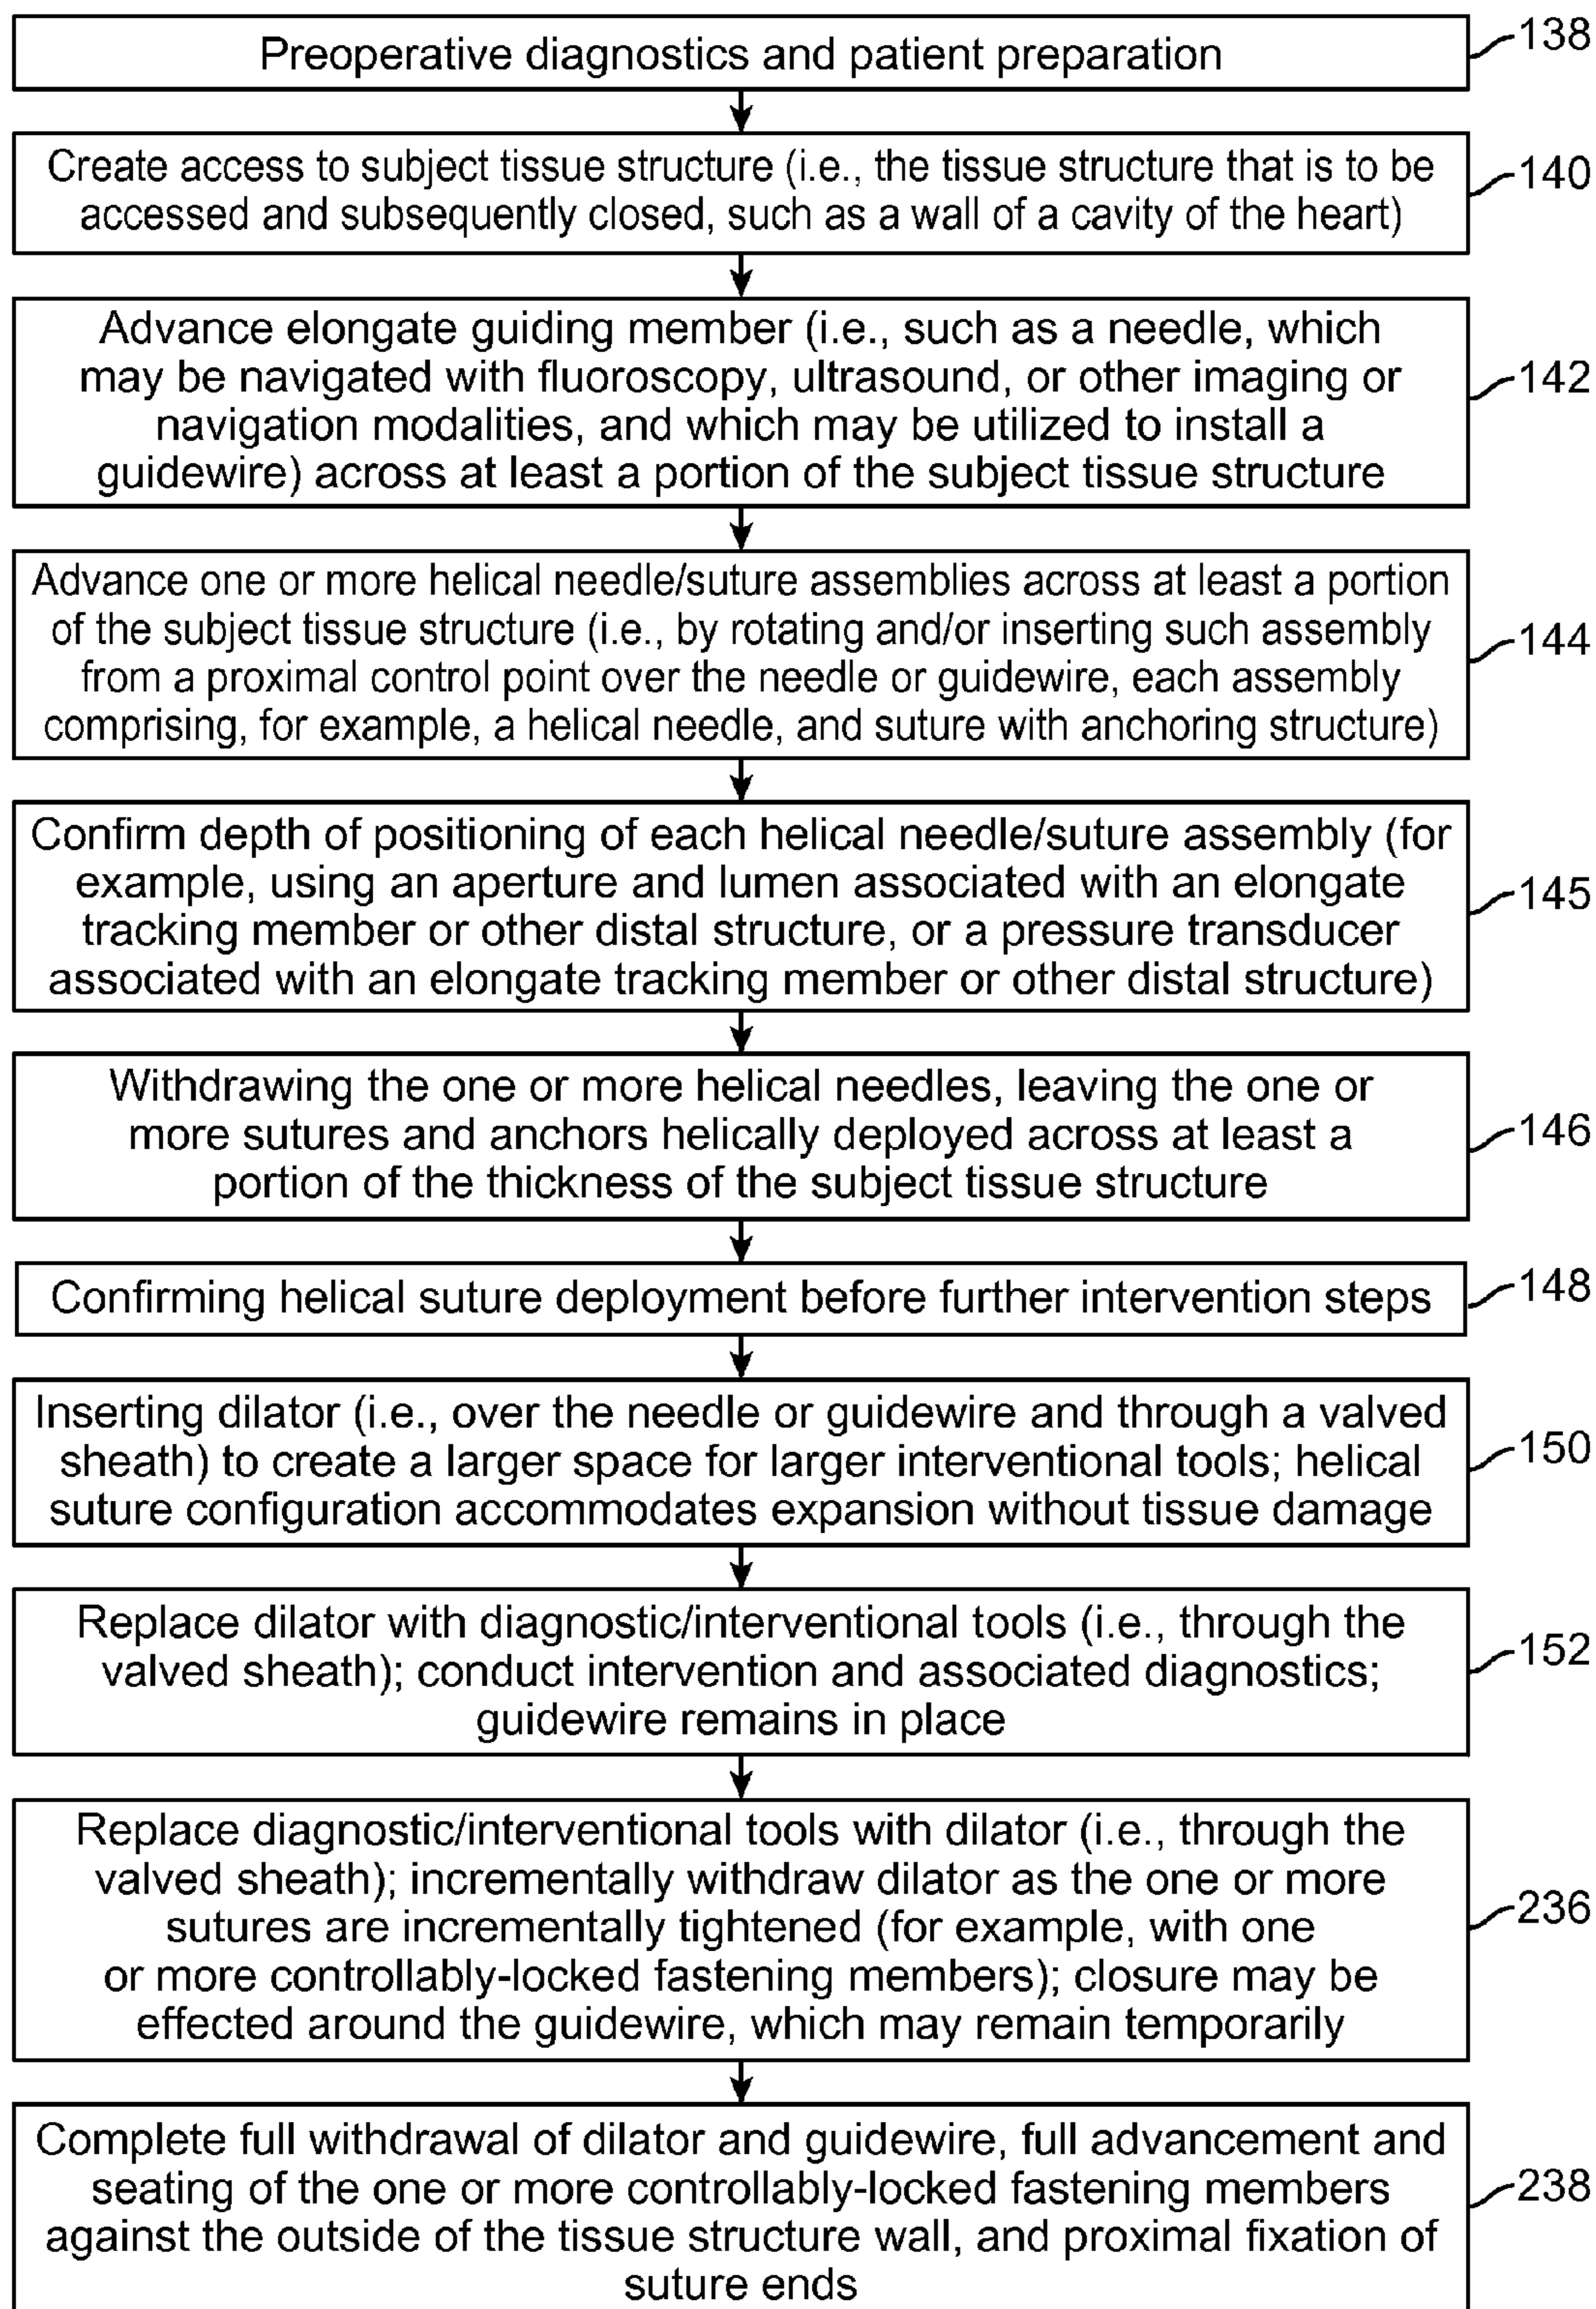 Preoperative diagnostics and patient preparation
138
Create access to subject tissue structure (i.e., the tissue structure that is to be
accessed and subsequently closed, such as a wall of a cavity of the heart)
140
Advance elongate guiding member (i.e., such as a needle, which
may be navigated with fluoroscopy, ultrasound, or other imaging or
navigation modalities, and which may be utilized to install a
guidewire) across at least a portion of the subject tissue structure
142
Advance one or more helical needle/suture assemblies across at least a portion
of the subject tissue structure (i.e., by rotating and/or inserting such assembly
from a proximal control point over the needle or guidewire, each assembly
comprising, for example, a helical needle, and suture with anchoring structure)
144
Confirm depth of positioning of each helical needle/suture assembly (for
example, using an aperture and lumen associated with an elongate
tracking member or other distal structure, or a pressure transducer
associated with an elongate tracking member or other distal structure)
145
Withdrawing the one or more helical needles, leaving the one or
more sutures and anchors helically deployed across at least a
portion of the thickness of the subject tissue structure
146
Confirming helical suture deployment before further intervention steps
148
Inserting dilator (i.e., over the needle or guidewire and through a valved
sheath) to create a larger space for larger interventional tools; helical
suture configuration accommodates expansion without tissue damage
150
Replace dilator with diagnostic/interventional tools (i.e., through the
valved sheath); conduct intervention and associated diagnostics;
guidewire remains in place
152
Replace diagnostic/interventional tools with dilator (i.e., through the
valved sheath); incrementally withdraw dilator as the one or more
sutures are incrementally tightened (for example, with one
or more controllably-locked fastening members); closure may be
effected around the guidewire, which may remain temporarily
236
Complete full withdrawal of dilator and guidewire, full advancement and
seating of the one or more controllably-locked fastening members
against the outside of the tissue structure wall, and proximal fixation of
suture ends
238